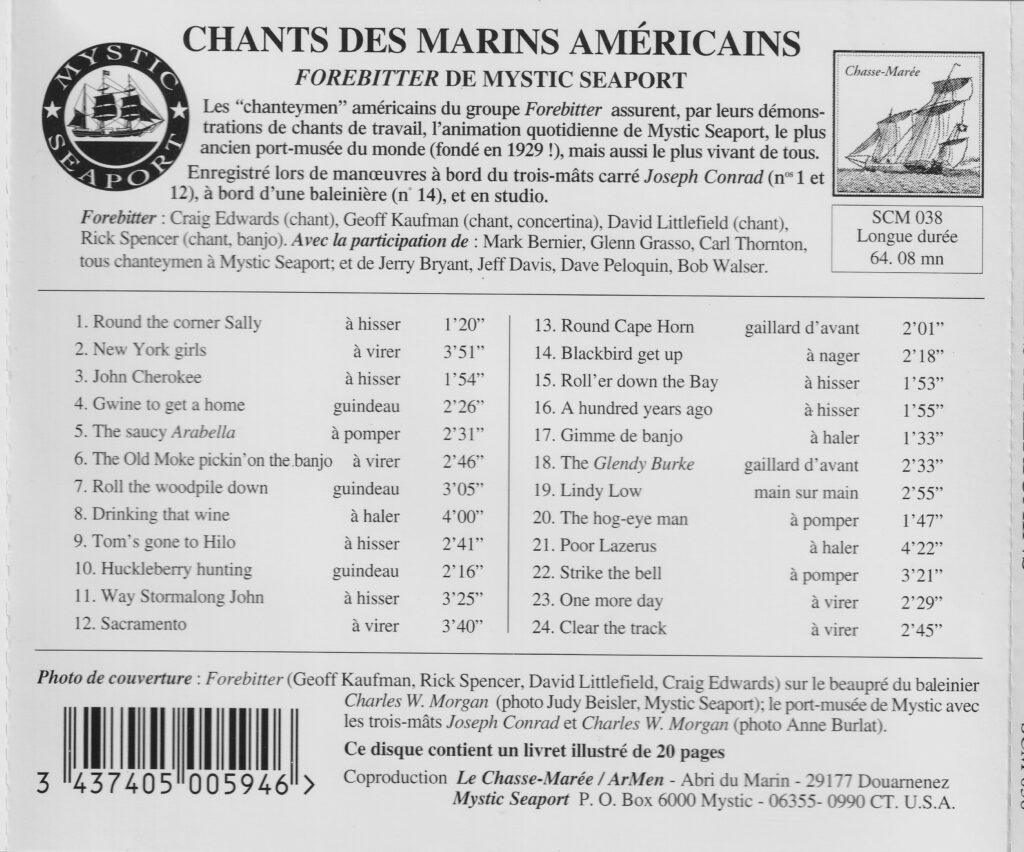 CHANTS DES MARINS AMÉRICAINS
FOREBITTER DE MYSTIC SEAPORT
MYSTIC
SEAPORT
Chasse-Marée
Les “chanteymen” américains du groupe Forebitter assurent, par leurs démons-
trations de chants de travail, l’animation quotidienne de Mystic Seaport, le plus
ancien port-musée du monde (fondé en 1929 !), mais aussi le plus vivant de tous.
Enregistré lors de manœuvres à bord du trois-mâts carré Joseph Conrad (nos 1 et
12), à bord d’une baleinière (n° 14), et en studio.
Forebitter : Craig Edwards (chant), Geoff Kaufman (chant, concertina), David Littlefield (chant),
Rick Spencer (chant, banjo). Avec la participation de : Mark Bernier, Glenn Grasso, Carl Thornton,
tous chanteymen à Mystic Seaport; et de Jerry Bryant, Jeff Davis, Dave Peloquin, Bob Walser.
SCM 038
Longue durée
64. 08 mn
1. Round the corner Sally à hisser 1’20”
2. New York girls à virer 3’51”
3. John Cherokee à hisser 1’54”
4. Gwine to get a home guindeau 2’26”
5. The saucy Arabella à pomper 2’31”
6. The Old Moke pickin’on the banjo à virer 2’46”
7. Roll the woodpile down guindeau 3’05”
8. Drinking that wine à haler 4’00”
9. Tom’s gone to Hilo à hisser 2’41”
10. Huckleberry hunting guindeau 2’16”
11. Way Stormalong John à hisser 3’25”
12. Sacramento à virer 3’40”
13. Round Cape Horn gaillard d’avant 2’01”
14. Blackbird get up à nager 2’18”
15. Roll’er down the Bay à hisser 1’53”
16. A hundred years ago à hisser 1’55”
17. Gimme de banjo à haler 1’33”
18. The Glendy Burke gaillard d’avant 2’33”
19. Lindy Low main sur main 2’55”
20. The hog-eye man à pomper 1’47”
21. Poor Lazerus à haler 4’22”
22. Strike the bell à pomper 3’21”
23. One more day à virer 2’29”
24. Clear the track à virer 2’45”
Photo de couverture : Forebitter (Geoff Kaufman, Rick Spencer, David Littlefield, Craig Edwards) sur le beaupré du baleinier
Charles W. Morgan (photo Judy Beisler, Mystic Seaport); le port-musée de Mystic avec
les trois-mâts Joseph Conrad et Charles W. Morgan (photo Anne Burlat).
Ce disque contient un livret illustré de 20 pages
Coproduction Le Chasse-Marée / ArMen - Abri du Marin - 29177 Douarnenez
Mystic Seaport P. O. Box 6000 Mystic - 06355- 0990 CT. U.S.A.
3 437405 005946 >